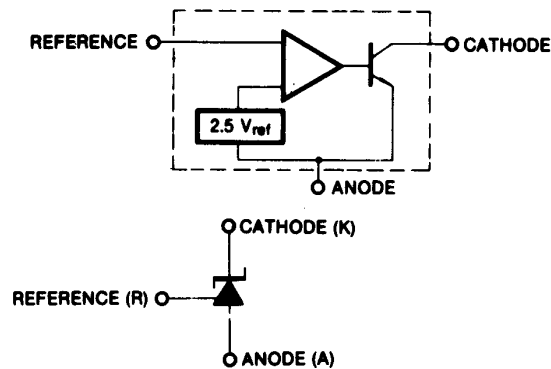 REFERENCE
CATHODE
2.5 Vref
ANODE
CATHODE (K)
REFERENCE (R)
ANODE (A)